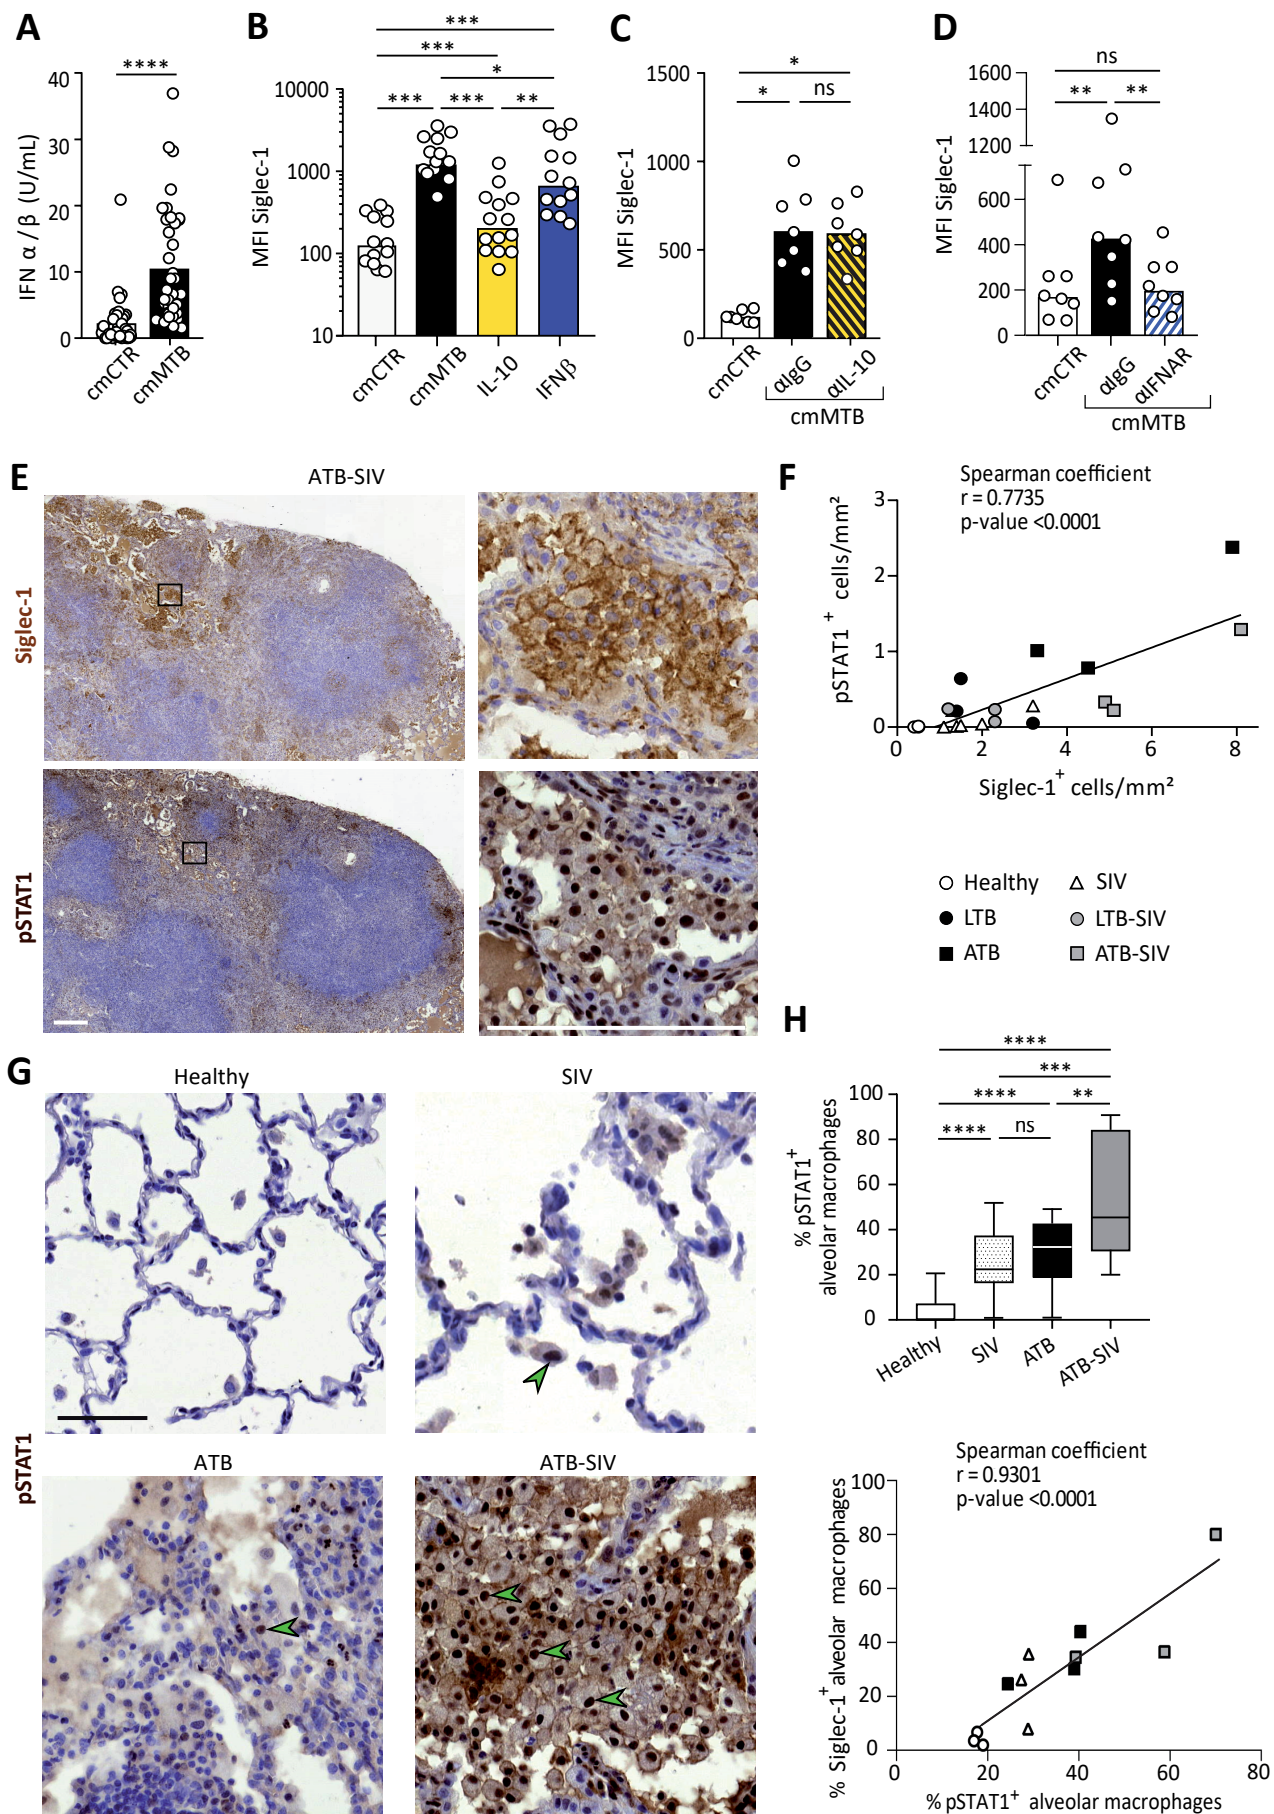 A
****
IFN α / β (U/mL)
40
30
20
10
0
cmCTR
cmMTB
B
***
***
*
***
***
**
MFI Siglec-1
10000
1000
100
10
cmCTR
cmMTB
IL-10
IFNβ
C
*
*
ns
MFI Siglec-1
1500
1000
500
0
cmCTR
αIgG
αIL-10
cmMTB
D
ns
**
**
MFI Siglec-1
1600
1400
1200
600
400
200
0
cmCTR
αIgG
αIFNAR
cmMTB
E
ATB-SIV
Siglec-1
pSTAT1
F
Spearman coefficient
r = 0.7735
p-value <0.0001
pSTAT1⁺ cells/mm²
3
2
1
0
0
2
4
6
8
Siglec-1⁺ cells/mm²
Healthy
SIV
LTB
LTB-SIV
ATB
ATB-SIV
G
Healthy
SIV
pSTAT1
ATB
ATB-SIV
H
****
***
****
**
****
ns
% pSTAT1⁺
alveolar macrophages
100
80
60
40
20
0
Healthy
SIV
ATB
ATB-SIV
Spearman coefficient
r = 0.9301
p-value <0.0001
% Siglec-1⁺ alveolar macrophages
100
80
60
40
20
0
0
20
40
60
80
% pSTAT1⁺ alveolar macrophages